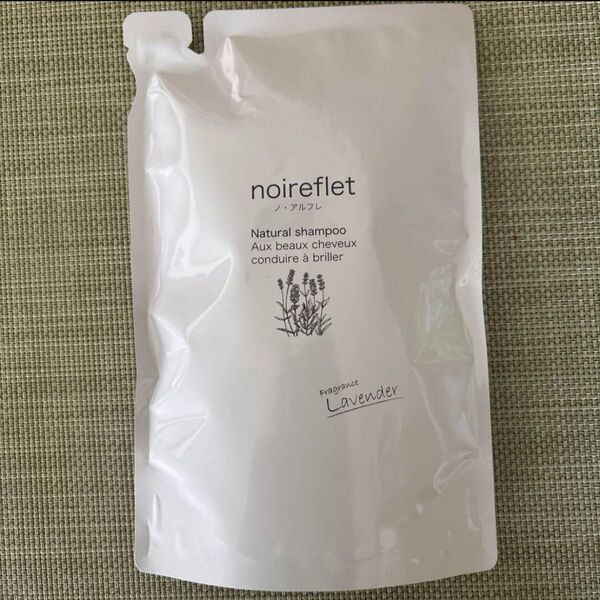 noireflet
ノ・アルフレ
Natural shampoo
Aux beaux cheveux
conduire à briller
Fragrance
Lavender